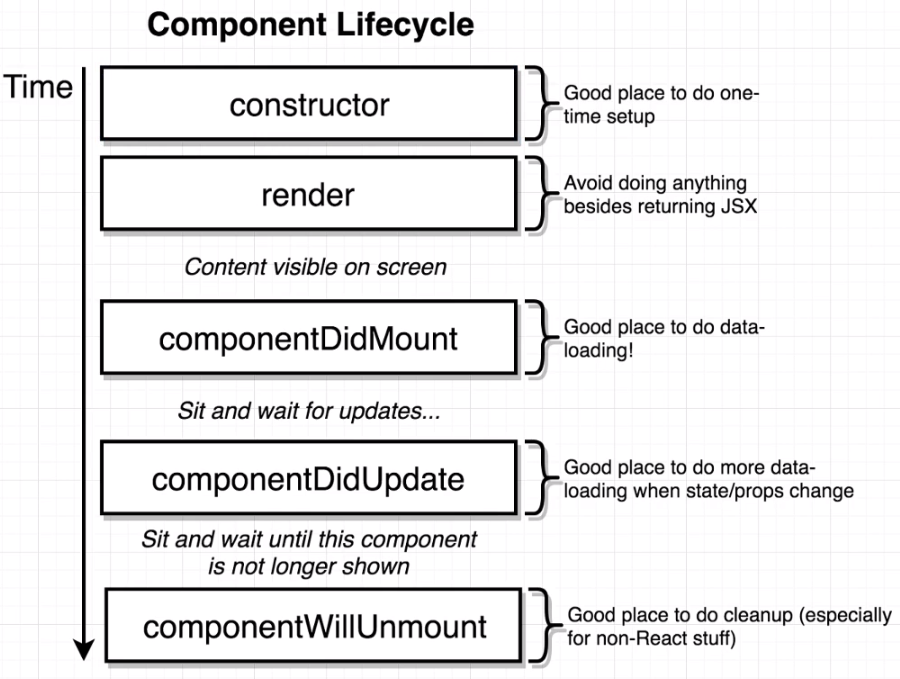 Component Lifecycle
Time
constructor
Good place to do one-
time setup
render
Avoid doing anything
besides returning JSX
Content visible on screen
componentDidMount
Good place to do data-
loading!
Sit and wait for updates...
componentDidUpdate
Good place to do more data-
loading when state/props change
Sit and wait until this component
is not longer shown
componentWillUnmount
Good place to do cleanup (especially
for non-React stuff)